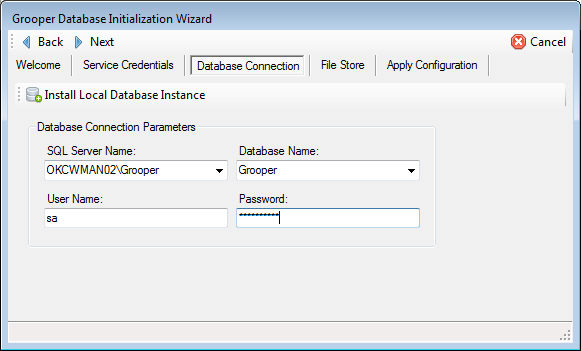 Grooper Database Initialization Wizard
Back Next Cancel
Welcome Service Credentials Database Connection File Store Apply Configuration
Install Local Database Instance
Database Connection Parameters
SQL Server Name: Database Name:
OKCWMAN02\Grooper Grooper
User Name: Password:
sa **********